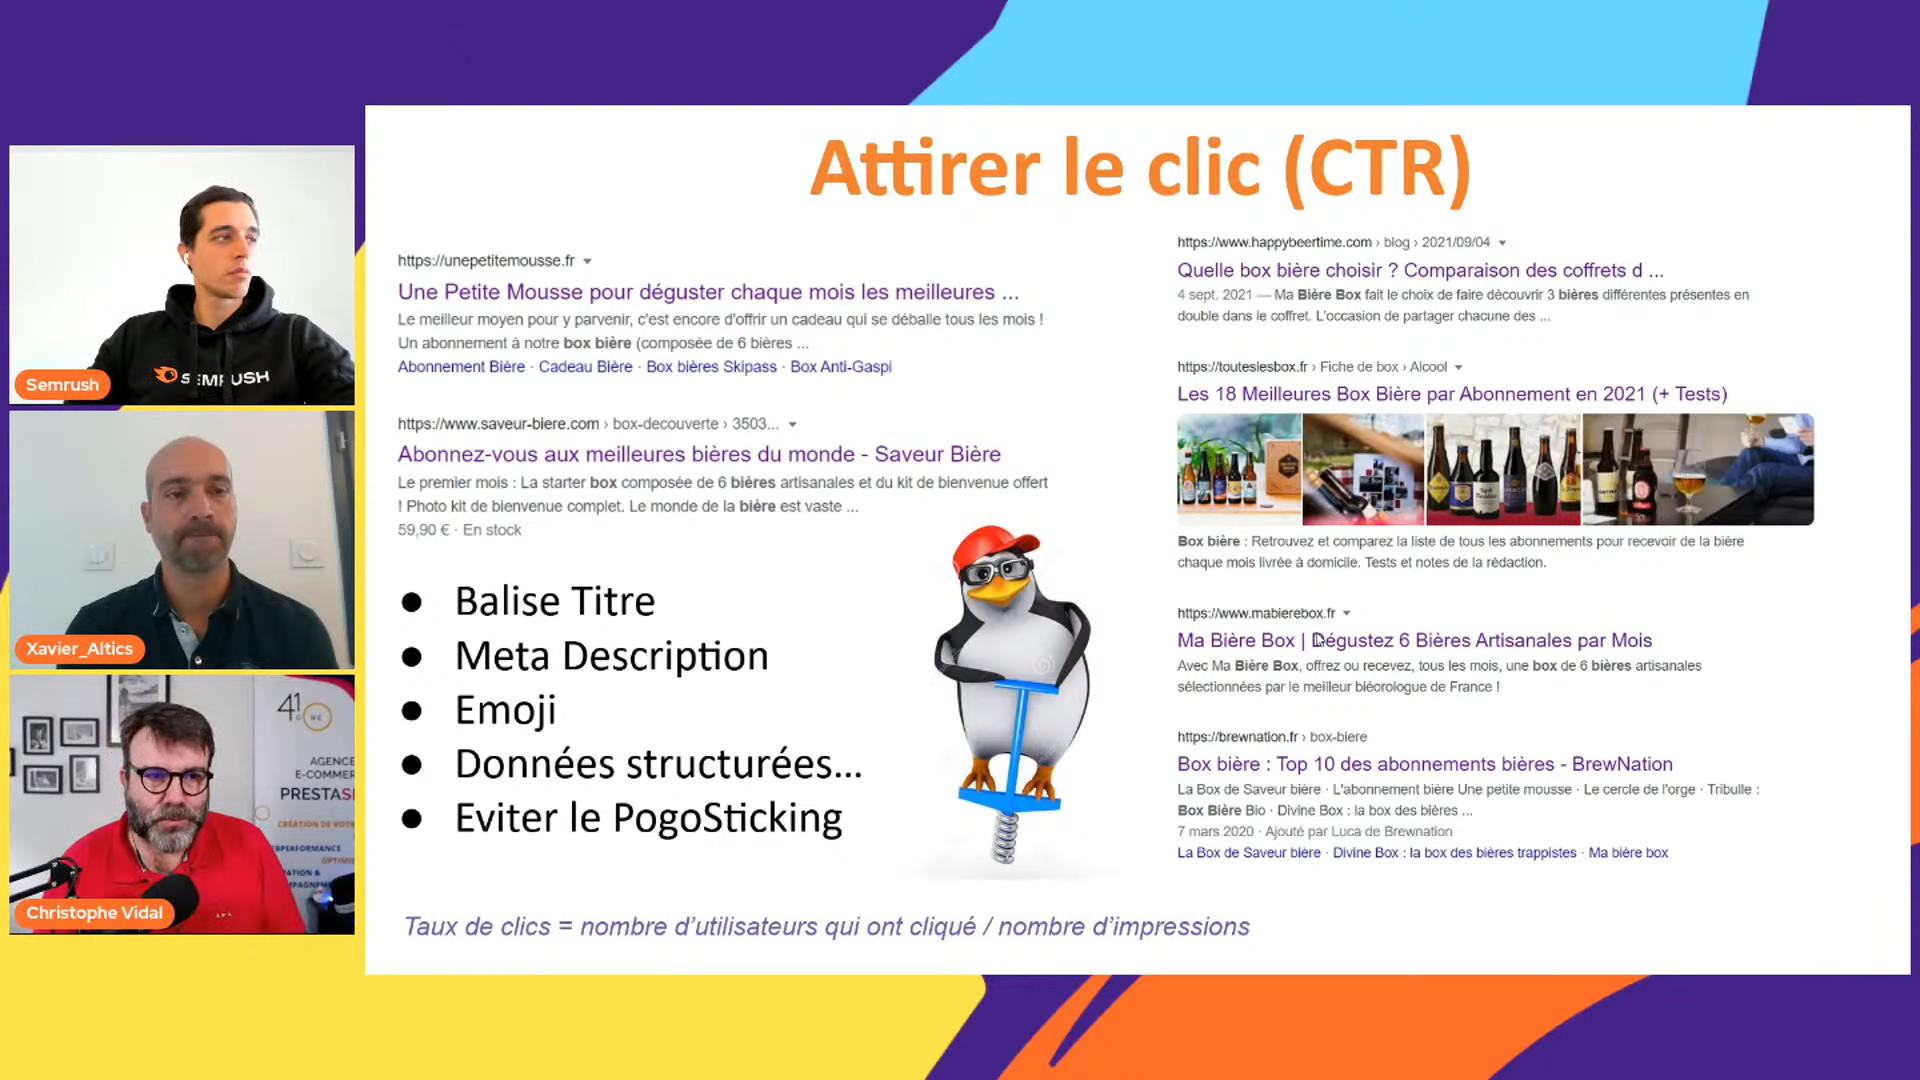 Attirer le clic (CTR)
https://unepetitemousse.fr
Une Petite Mousse pour déguster chaque mois les meilleures ...
Le meilleur moyen pour y parvenir, c'est encore d'offrir un cadeau qui se déballe tous les mois !
Un abonnement à notre box bière (composée de 6 bières ...
Abonnement Bière · Cadeau Bière · Box bières Skipass · Box Anti-Gaspi
https://www.saveur-biere.com › box-decouverte › 3503...
Abonnez-vous aux meilleures bières du monde - Saveur Bière
Le premier mois : La starter box composée de 6 bières artisanales et du kit de bienvenue offert
! Photo kit de bienvenue complet. Le monde de la bière est vaste ...
59,90 € · En stock
● Balise Titre
● Meta Description
● Emoji
● Données structurées...
● Eviter le PogoSticking
https://www.happybeertime.com › blog › 2021/09/04
Quelle box bière choisir ? Comparaison des coffrets d ...
4 sept. 2021 — Ma Bière Box fait le choix de faire découvrir 3 bières différentes présentes en
double dans le coffret. L'occasion de partager chacune des ...
https://touteslesbox.fr › Fiche de box › Alcool
Les 18 Meilleures Box Bière par Abonnement en 2021 (+ Tests)
Box bière : Retrouvez et comparez la liste de tous les abonnements pour recevoir de la bière
chaque mois livrée à domicile. Tests et notes de la rédaction.
https://www.mabierebox.fr
Ma Bière Box | Dégustez 6 Bières Artisanales par Mois
Avec Ma Bière Box, offrez ou recevez, tous les mois, une box de 6 bières artisanales
sélectionnées par le meilleur biérologue de France !
https://brewnation.fr › box-biere
Box bière : Top 10 des abonnements bières - BrewNation
La Box de Saveur bière · L'abonnement bière Une petite mousse · Le cercle de l'orge · Tribulle :
Box Bière Bio · Divine Box : la box des bières ...
7 mars 2020 · Ajouté par Luca de Brewnation
La Box de Saveur bière · Divine Box : la box des bières trappistes · Ma bière box
Taux de clics = nombre d'utilisateurs qui ont cliqué / nombre d'impressions
SEMRUSH
Semrush
Xavier_Altics
41
AGENCE
E-COMMER
PRESTAS
CRÉATION DE VOTR
PERFORMANCE
OPTIMIS
Christophe Vidal